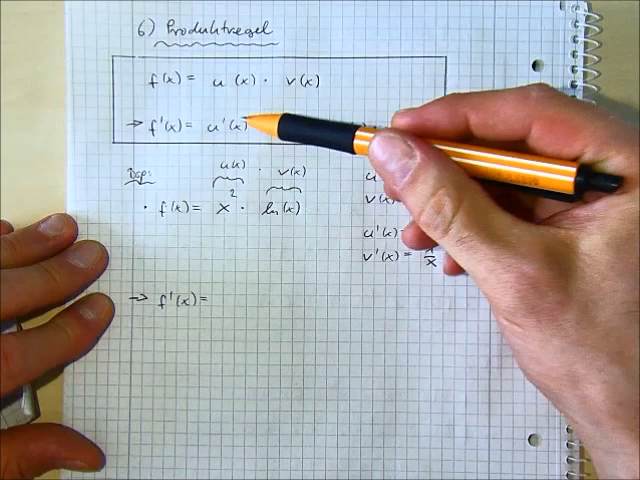 6) Produktregel
f(x) = u(x) · v(x)
→ f'(x) = u'(x)
Bsp:
u(x) · v(x)
· f(x) = x² · ln(x)
u
v(x)
u'(x) =
v'(x) = 1/x
→ f'(x) =